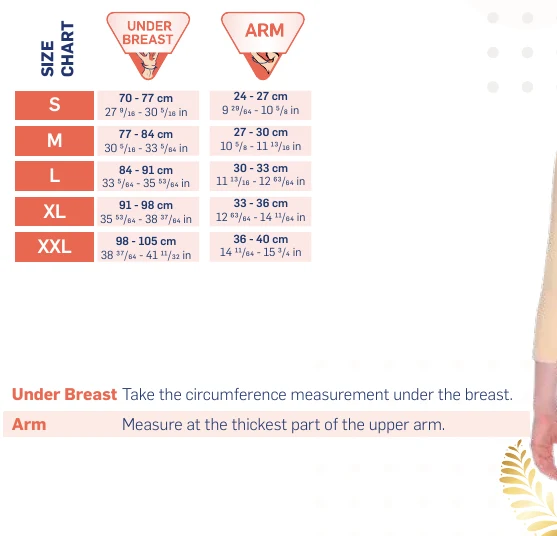 SIZE
CHART
UNDER
BREAST
ARM
S
70 - 77 cm
27 ⁹/₁₆ - 30 ⁵/₁₆ in
24 - 27 cm
9 ²⁹/₆₄ - 10 ⁵/₈ in
M
77 - 84 cm
30 ⁵/₁₆ - 33 ⁵/₆₄ in
27 - 30 cm
10 ⁵/₈ - 11 ¹³/₁₆ in
L
84 - 91 cm
33 ⁵/₆₄ - 35 ⁵³/₆₄ in
30 - 33 cm
11 ¹³/₁₆ - 12 ⁶³/₆₄ in
XL
91 - 98 cm
35 ⁵³/₆₄ - 38 ³⁷/₆₄ in
33 - 36 cm
12 ⁶³/₆₄ - 14 ¹¹/₆₄ in
XXL
98 - 105 cm
38 ³⁷/₆₄ - 41 ¹¹/₃₂ in
36 - 40 cm
14 ¹¹/₆₄ - 15 ³/₄ in
Under Breast Take the circumference measurement under the breast.
Arm Measure at the thickest part of the upper arm.